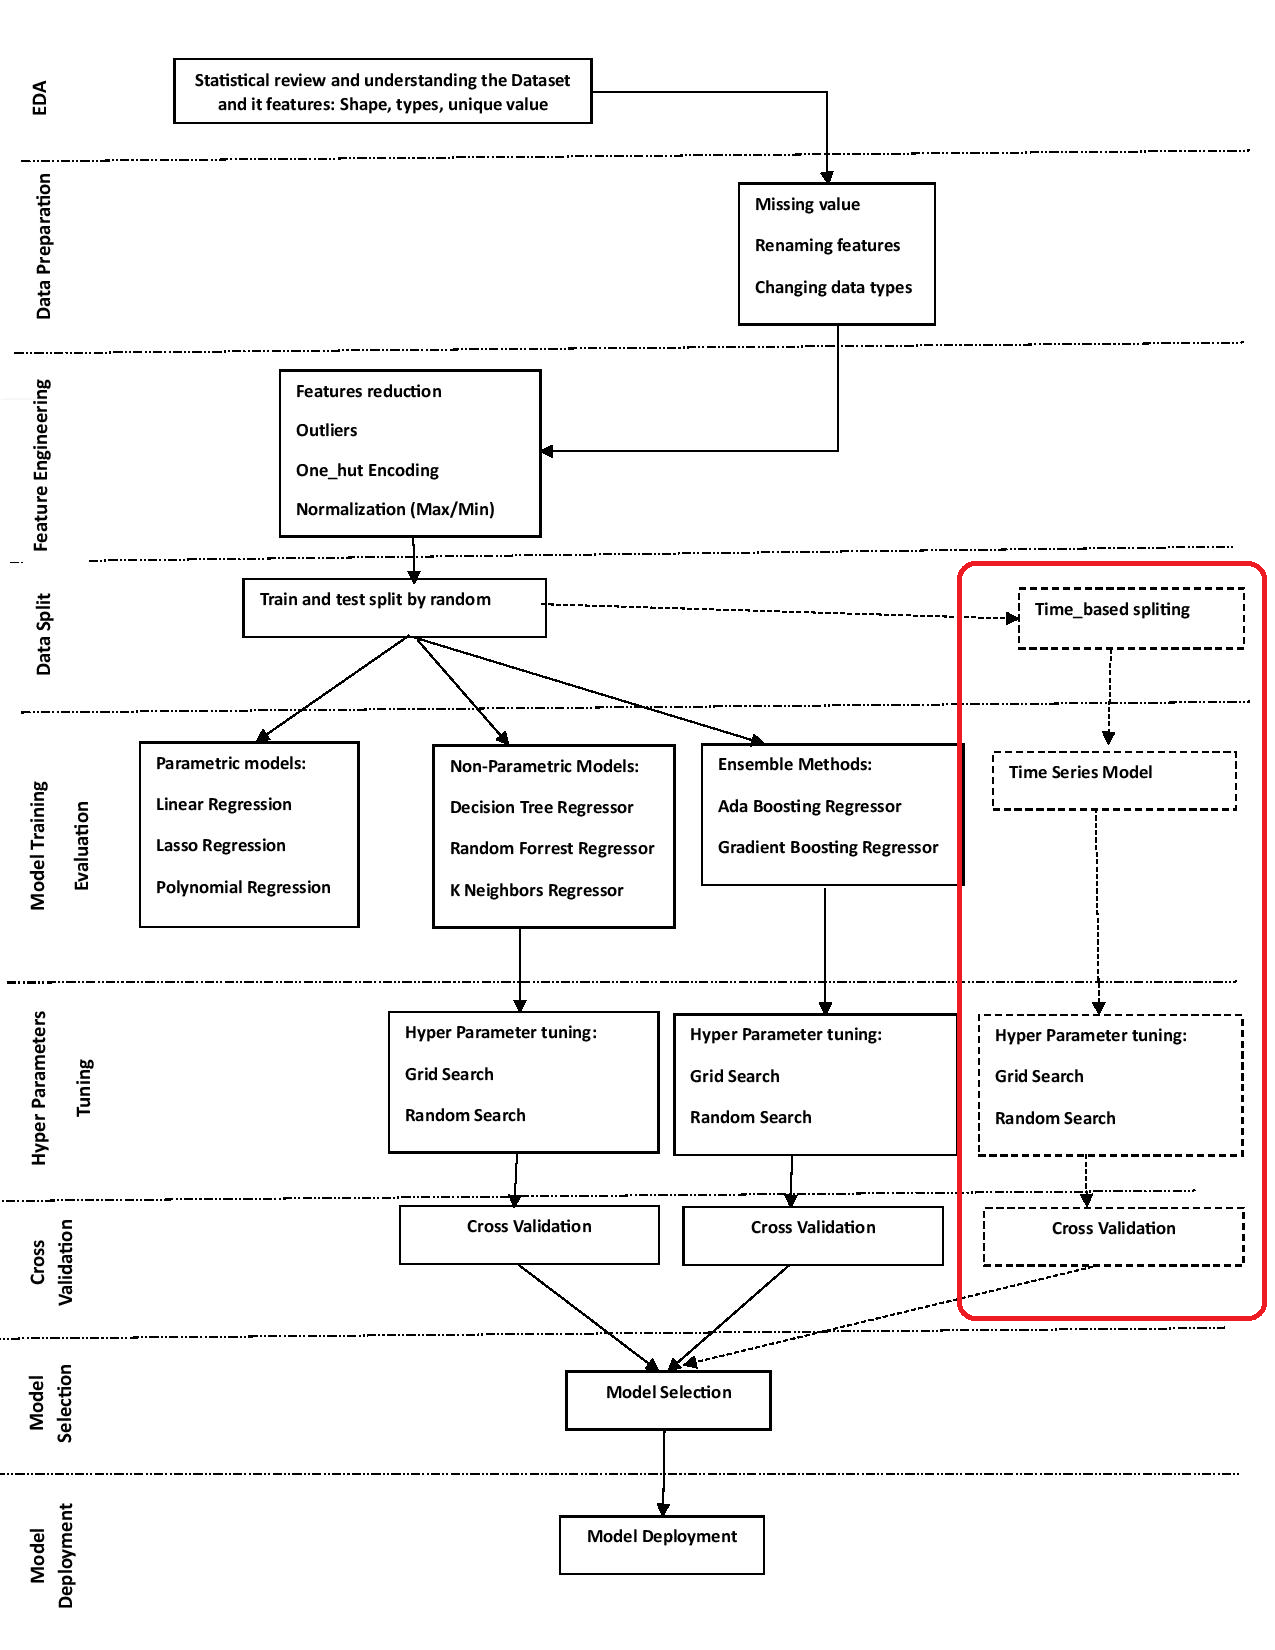 EDA
Statistical review and understanding the Dataset
and it features: Shape, types, unique value
Data Preparation
Missing value
Renaming features
Changing data types
Feature Engineering
Features reduction
Outliers
One_hut Encoding
Normalization (Max/Min)
Data Split
Train and test split by random
Time_based spliting
Model Training
Evaluation
Parametric models:
Linear Regression
Lasso Regression
Polynomial Regression
Non-Parametric Models:
Decision Tree Regressor
Random Forrest Regressor
K Neighbors Regressor
Ensemble Methods:
Ada Boosting Regressor
Gradient Boosting Regressor
Time Series Model
Hyper Parameters
Tuning
Hyper Parameter tuning:
Grid Search
Random Search
Hyper Parameter tuning:
Grid Search
Random Search
Hyper Parameter tuning:
Grid Search
Random Search
Cross
Validation
Cross Validation
Cross Validation
Cross Validation
Model
Selection
Model Selection
Model
Deployment
Model Deployment